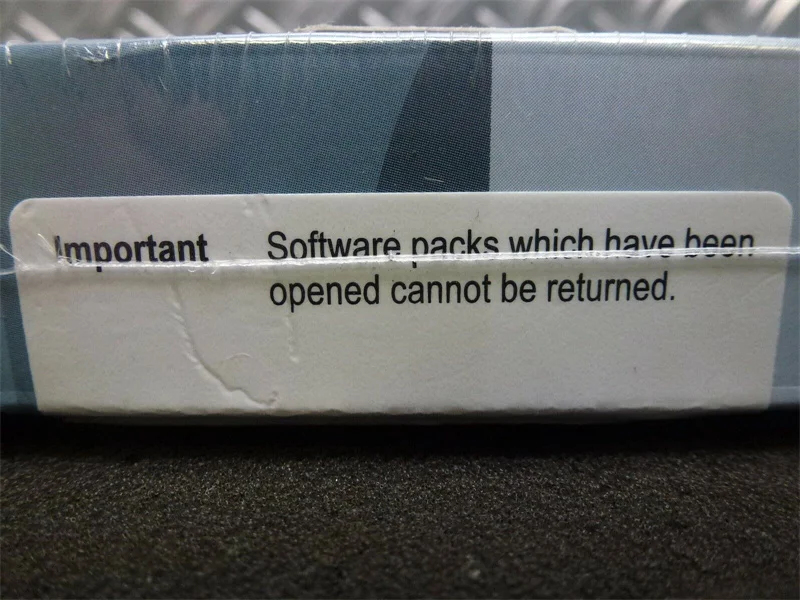 Important Software packs which have been
opened cannot be returned.